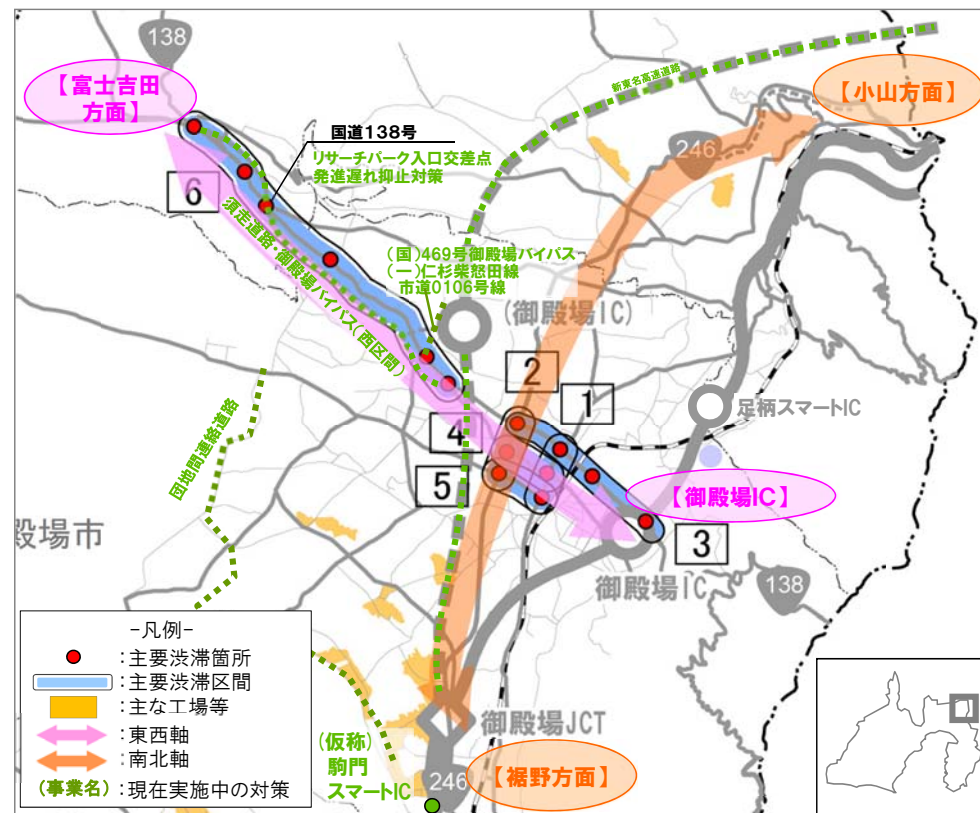 138
【富士吉田
方面】
新東名高速道路
【小山方面】
国道138号
リサーチパーク入口交差点
発進遅れ抑止対策
246
6
須走道路・御殿場バイパス(西区間)
(国)469号御殿場バイパス
(一)仁杉柴怒田線
市道0106号線
(御殿場IC)
2
1
足柄スマートIC
4
5
団地間連絡道路
【御殿場IC】
殿場市
3
御殿場IC
138
-凡例-
:主要渋滞箇所
:主要渋滞区間
:主な工場等
:東西軸
:南北軸
(事業名):現在実施中の対策
御殿場JCT
(仮称)
駒門
スマートIC
246
【裾野方面】